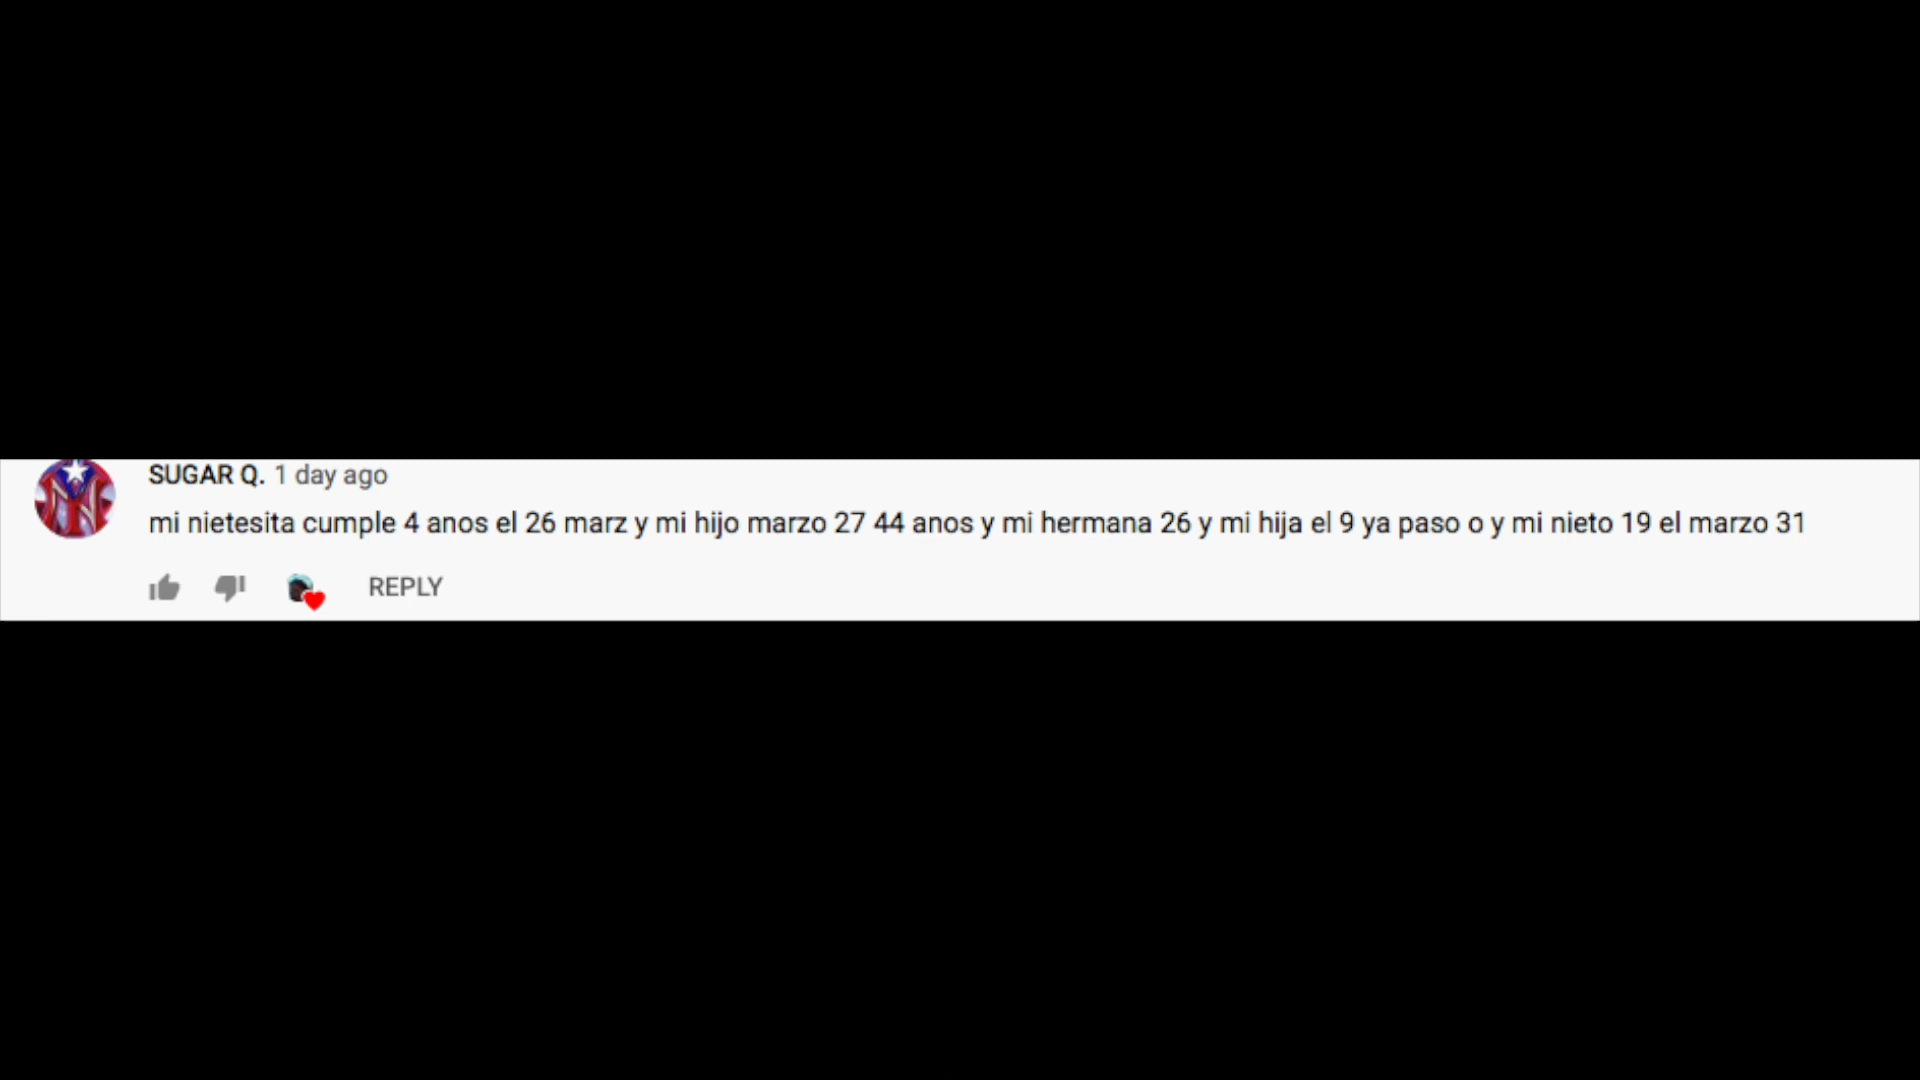 SUGAR Q. 1 day ago
mi nietesita cumple 4 anos el 26 marz y mi hijo marzo 27 44 anos y mi hermana 26 y mi hija el 9 ya paso o y mi nieto 19 el marzo 31
REPLY